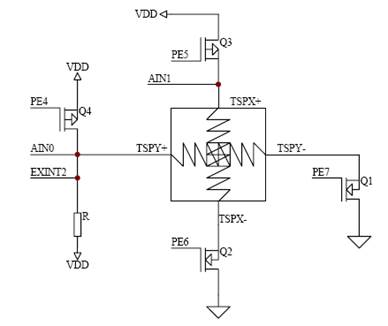 VDD
Q3
PE5
VDD
AIN1
PE4
Q4
TSPX+
AIN0
TSPY+
TSPY-
EXINT2
PE7
Q1
R
TSPX-
PE6
Q2
VDD